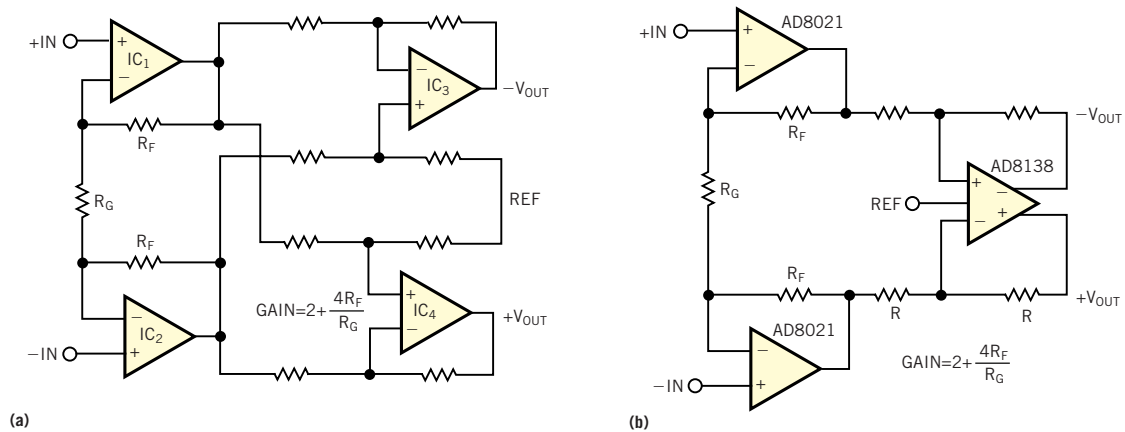 +IN
IC1
+
−
RF
RG
RF
−IN
IC2
−
+
−
IC3
+
−VOUT
REF
+
IC4
−
+VOUT
GAIN=2+ 4RF/RG
(a)
+IN
AD8021
+
−
RF
−VOUT
AD8138
RG
REF
+
−
+
−
RF
R
R
+VOUT
AD8021
−IN
−
+
GAIN=2+ 4RF/RG
(b)